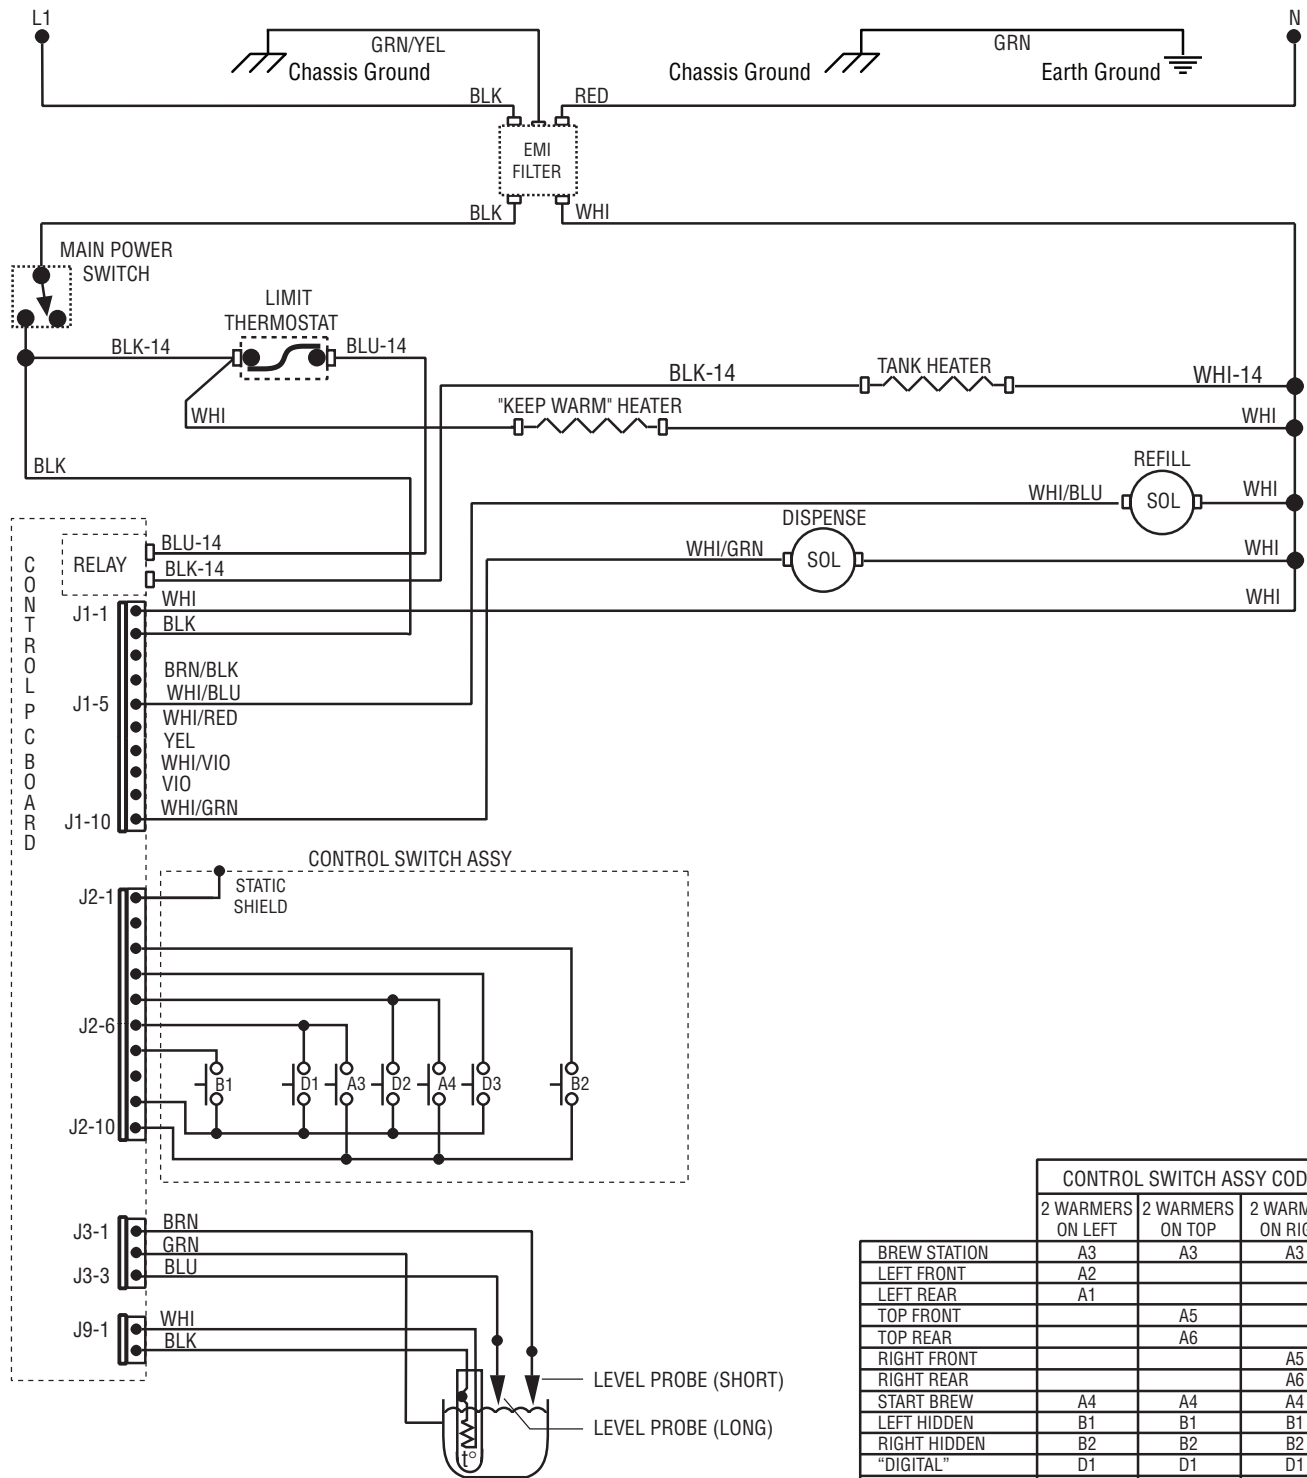 L1
N
GRN/YEL
GRN
Chassis Ground
Chassis Ground
Earth Ground
BLK
RED
EMI
FILTER
BLK
WHI
MAIN POWER
SWITCH
LIMIT
THERMOSTAT
BLK-14
BLU-14
BLK-14
TANK HEATER
WHI-14
"KEEP WARM" HEATER
WHI
WHI
BLK
REFILL
WHI/BLU
SOL
WHI
DISPENSE
WHI/GRN
SOL
WHI
CONTROL PC BOARD
RELAY
BLU-14
BLK-14
J1-1
WHI
WHI
BLK
BRN/BLK
WHI/BLU
J1-5
WHI/RED
YEL
WHI/VIO
VIO
WHI/GRN
J1-10
CONTROL SWITCH ASSY
J2-1
STATIC
SHIELD
J2-6
B1
D1
A3
D2
A4
D3
B2
J2-10
J3-1
BRN
GRN
J3-3
BLU
J9-1
WHI
BLK
LEVEL PROBE (SHORT)
LEVEL PROBE (LONG)
t°
CONTROL SWITCH ASSY COD
2 WARMERS ON LEFT 2 WARMERS ON TOP 2 WARM ON RIG
BREW STATION A3 A3 A3
LEFT FRONT A2
LEFT REAR A1
TOP FRONT A5
TOP REAR A6
RIGHT FRONT A5
RIGHT REAR A6
START BREW A4 A4 A4
LEFT HIDDEN B1 B1 B1
RIGHT HIDDEN B2 B2 B2
"DIGITAL" D1 D1 D1